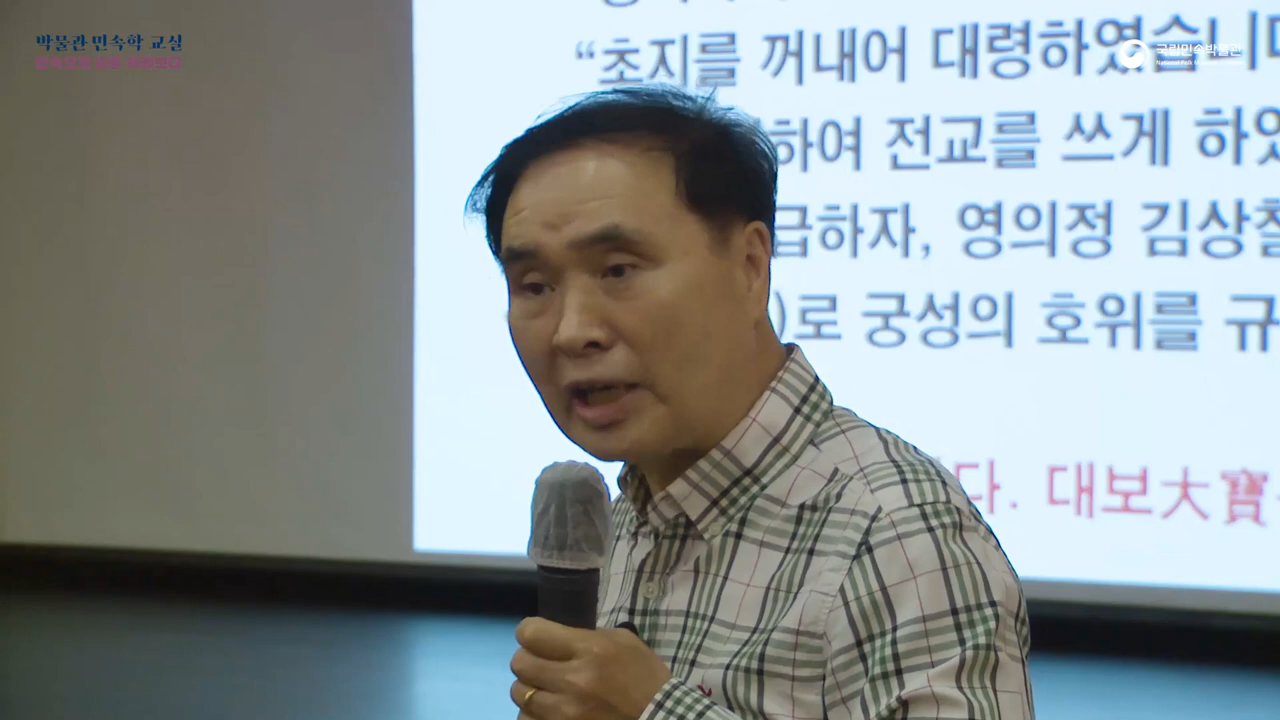 박물관 민속학 교실
국립민속박물관
National Folk
“초지를 꺼내어 대령하였습니다
하여 전교를 쓰게 하였
급하자, 영의정 김상철
)로 궁성의 호위를 규
다. 대보大寶